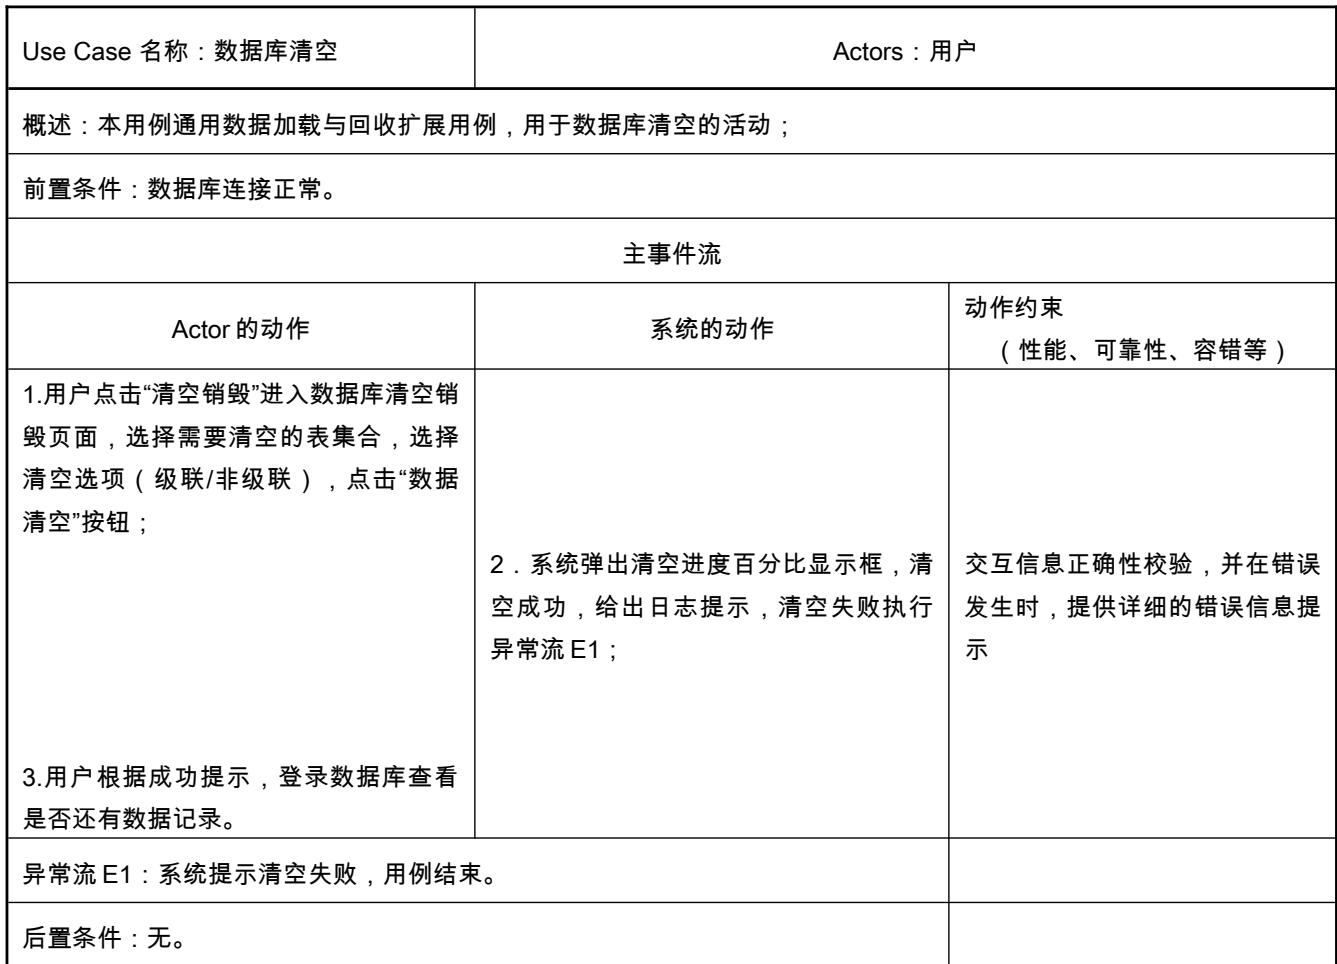 Use Case 名称：数据库清空
Actors：用户
概述：本用例通用数据加载与回收扩展用例，用于数据库清空的活动；
前置条件：数据库连接正常。
主事件流
Actor 的动作
系统的动作
动作约束
（性能、可靠性、容错等）
1.用户点击“清空销毁”进入数据库清空销
毁页面，选择需要清空的表集合，选择
清空选项（级联/非级联），点击“数据
清空”按钮；
2．系统弹出清空进度百分比显示框，清
空成功，给出日志提示，清空失败执行
异常流 E1；
交互信息正确性校验，并在错误
发生时，提供详细的错误信息提
示
3.用户根据成功提示，登录数据库查看
是否还有数据记录。
异常流 E1：系统提示清空失败，用例结束。
后置条件：无。